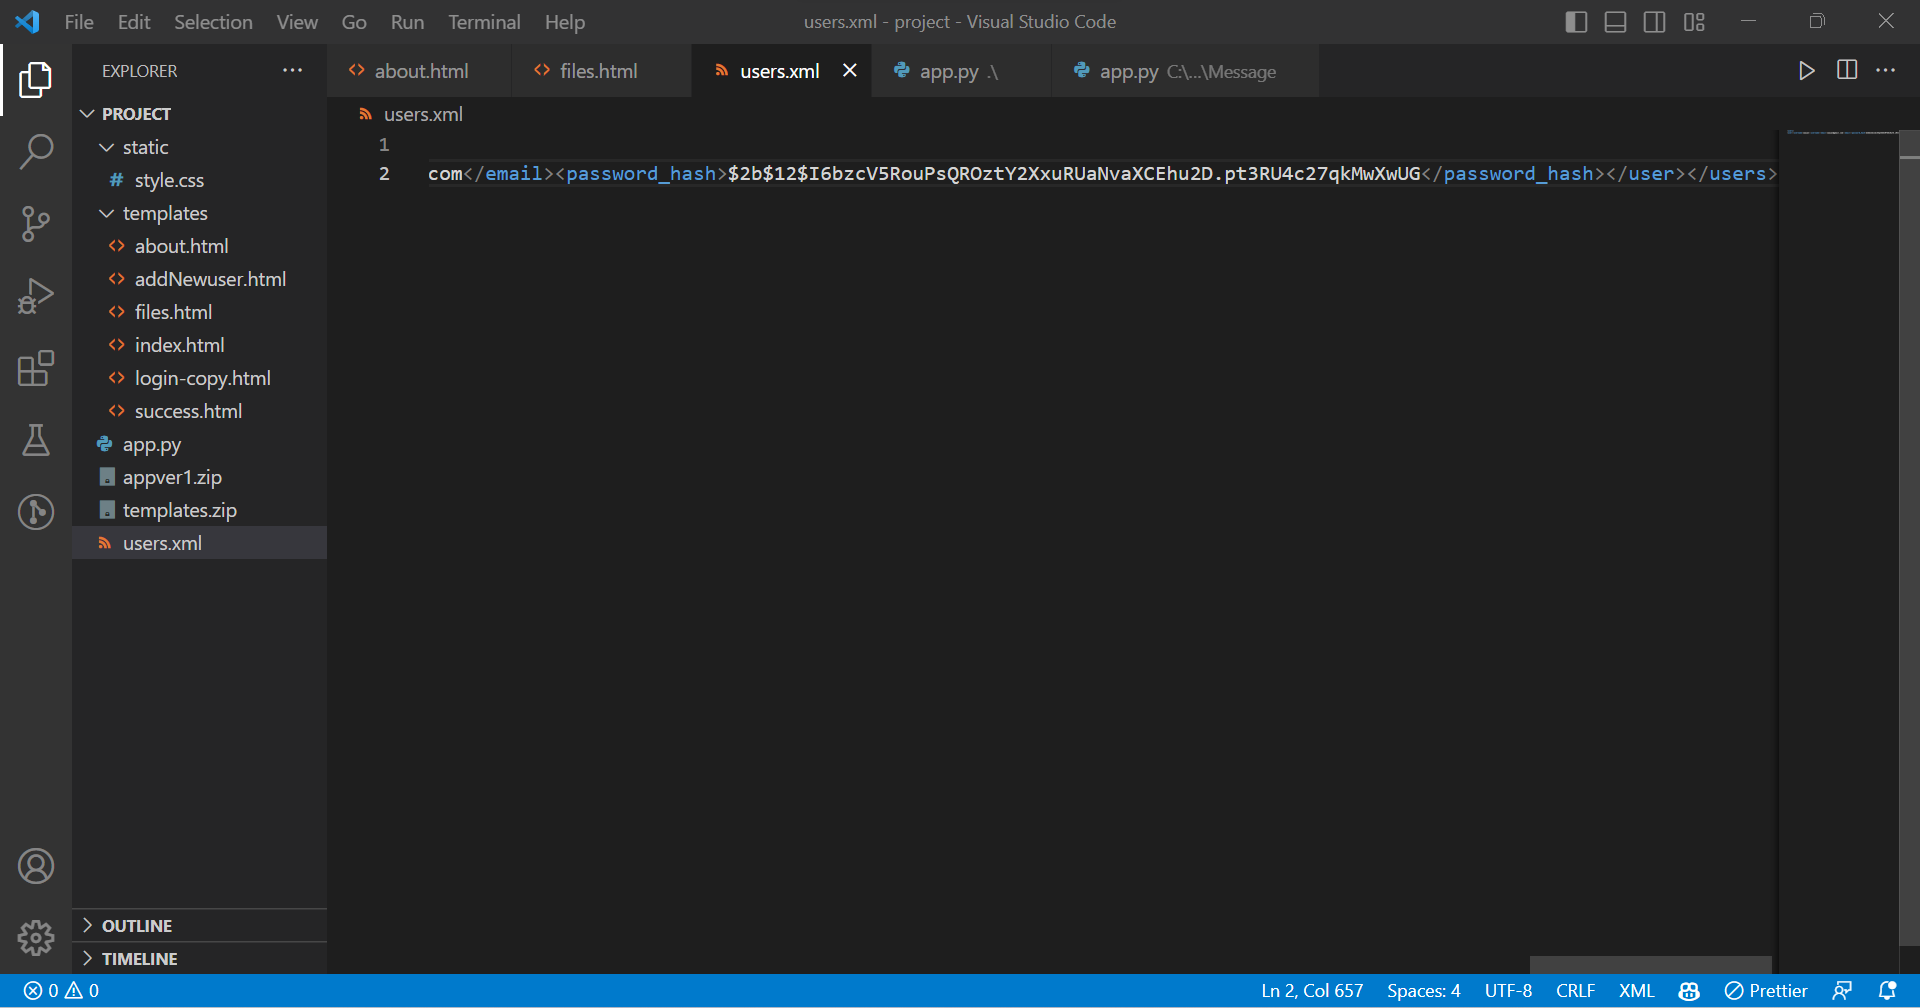 File Edit Selection View Go Run Terminal Help
users.xml - project - Visual Studio Code
EXPLORER
about.html
files.html
users.xml
app.py .\
app.py C:\...\Message
PROJECT
static
style.css
templates
about.html
addNewuser.html
files.html
index.html
login-copy.html
success.html
app.py
appver1.zip
templates.zip
users.xml
OUTLINE
TIMELINE
users.xml
1
2 com</email><password_hash>$2b$12$I6bzcV5RouPsQROztY2XxuRUaNvaXCEhu2D.pt3RU4c27qkMwXwUG</password_hash></user></users>
0 0
Ln 2, Col 657 Spaces: 4 UTF-8 CRLF XML Prettier